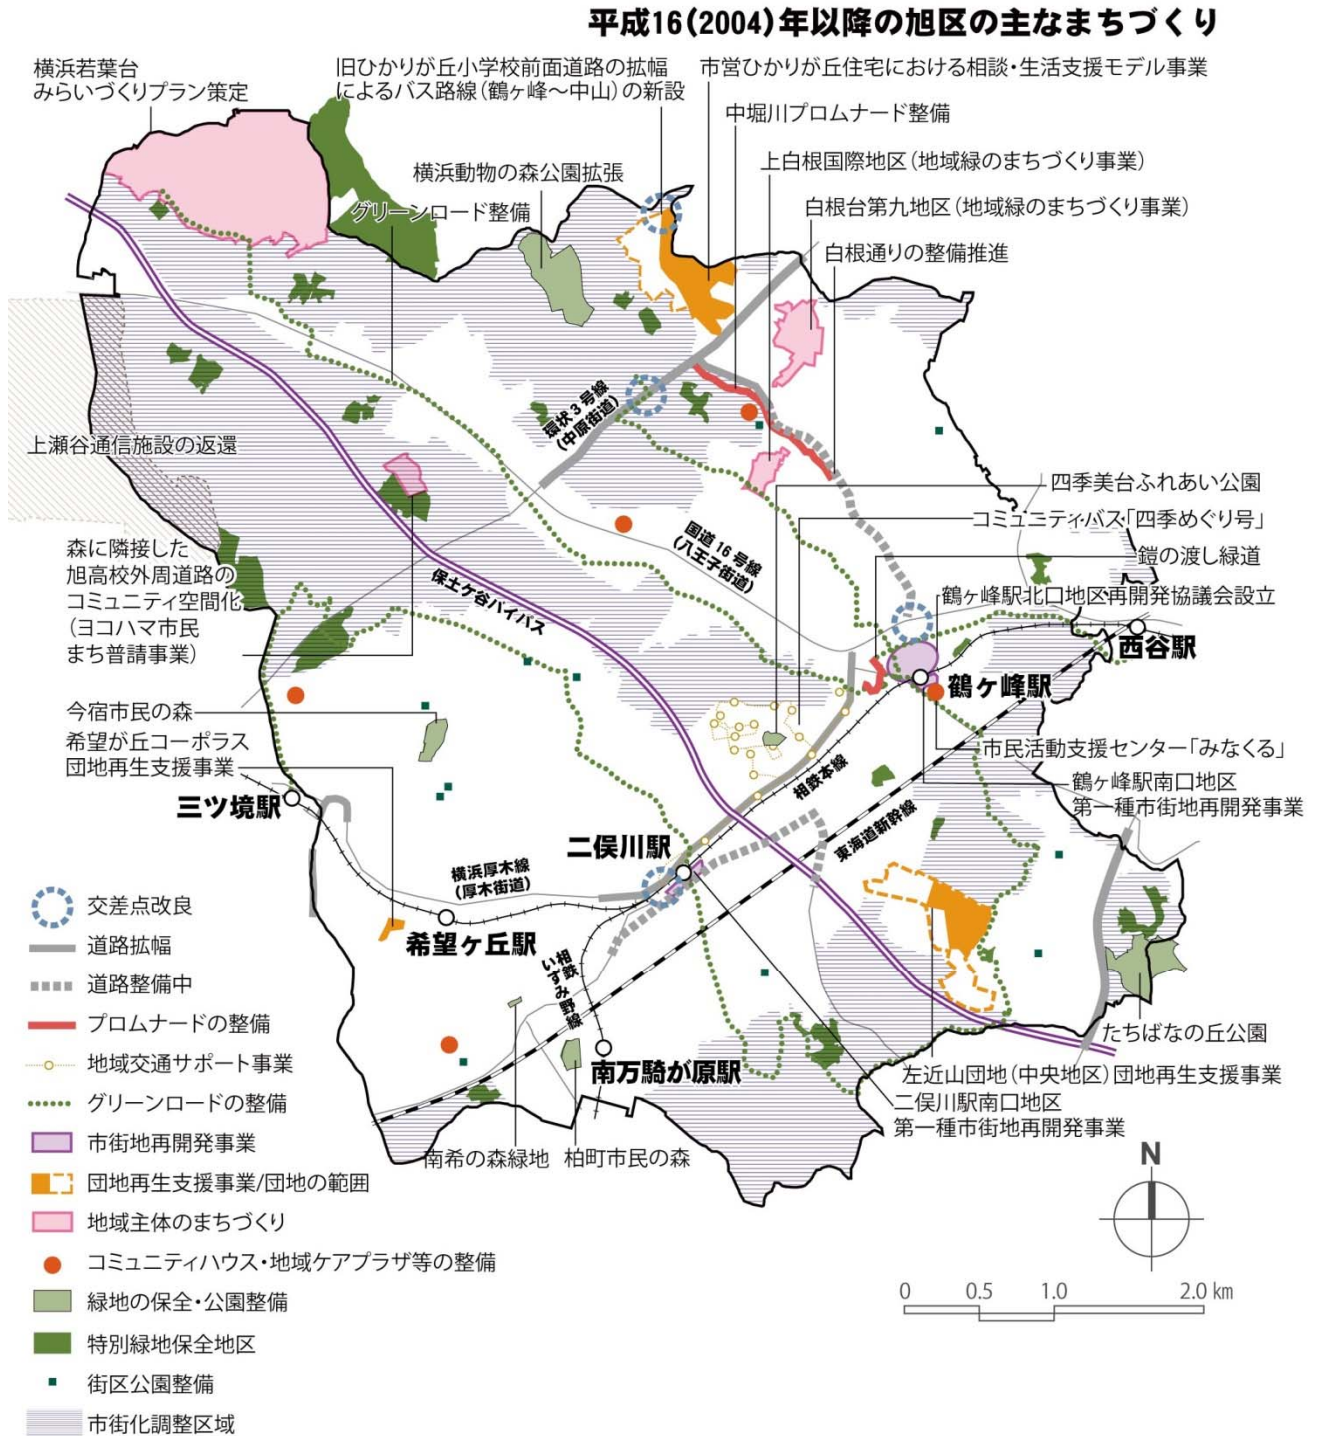 平成16(2004)年以降の旭区の主なまちづくり
横浜若葉台
みらいづくりプラン策定
旧ひかりが丘小学校前面道路の拡幅
によるバス路線(鶴ヶ峰～中山)の新設
市営ひかりが丘住宅における相談・生活支援モデル事業
中堀川プロムナード整備
横浜動物の森公園拡張
上白根国際地区(地域緑のまちづくり事業)
グリーンロード整備
白根台第九地区(地域緑のまちづくり事業)
白根通りの整備推進
環状3号線
(中原街道)
上瀬谷通信施設の返還
四季美台ふれあい公園
コミュニティバス「四季めぐり号」
国道16号線
(八王子街道)
鎧の渡し緑道
森に隣接した
旭高校外周道路の
コミュニティ空間化
(ヨコハマ市民
まち普請事業)
保土ケ谷バイパス
鶴ヶ峰駅北口地区再開発協議会設立
西谷駅
鶴ヶ峰駅
今宿市民の森
希望が丘コーポラス
団地再生支援事業
市民活動支援センター「みなくる」
相鉄本線
鶴ヶ峰駅南口地区
第一種市街地再開発事業
三ツ境駅
東海道新幹線
二俣川駅
横浜厚木線
(厚木街道)
希望ヶ丘駅
相鉄
いずみ野線
たちばなの丘公園
南万騎が原駅
左近山団地(中央地区)団地再生支援事業
二俣川駅南口地区
第一種市街地再開発事業
南希の森緑地
柏町市民の森
交差点改良
道路拡幅
道路整備中
プロムナードの整備
地域交通サポート事業
グリーンロードの整備
市街地再開発事業
団地再生支援事業/団地の範囲
地域主体のまちづくり
コミュニティハウス・地域ケアプラザ等の整備
緑地の保全・公園整備
特別緑地保全地区
街区公園整備
市街化調整区域
N
0 0.5 1.0 2.0 km